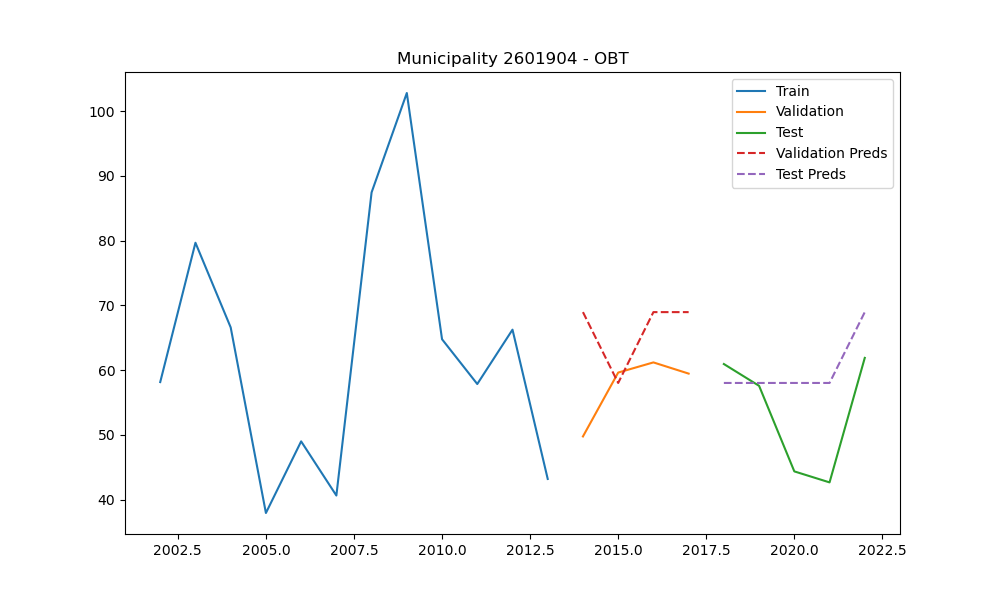 Municipality 2601904 - OBT
Train
Validation
Test
Validation Preds
Test Preds
100
90
80
70
60
50
40
2002.5 2005.0 2007.5 2010.0 2012.5 2015.0 2017.5 2020.0 2022.5